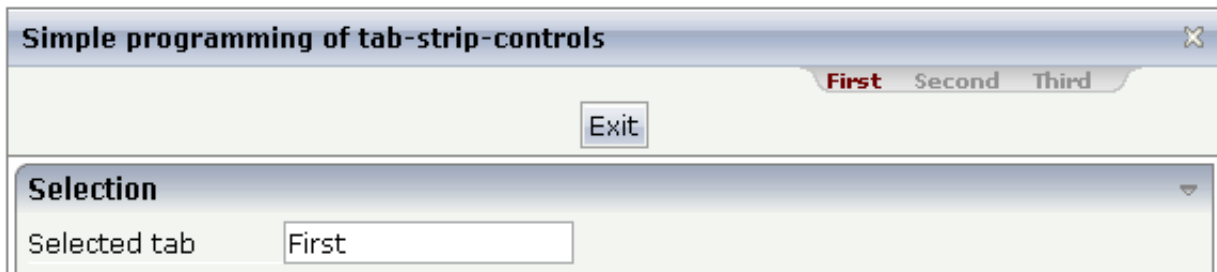 Simple programming of tab-strip-controls
First Second Third
Exit
Selection
Selected tab First